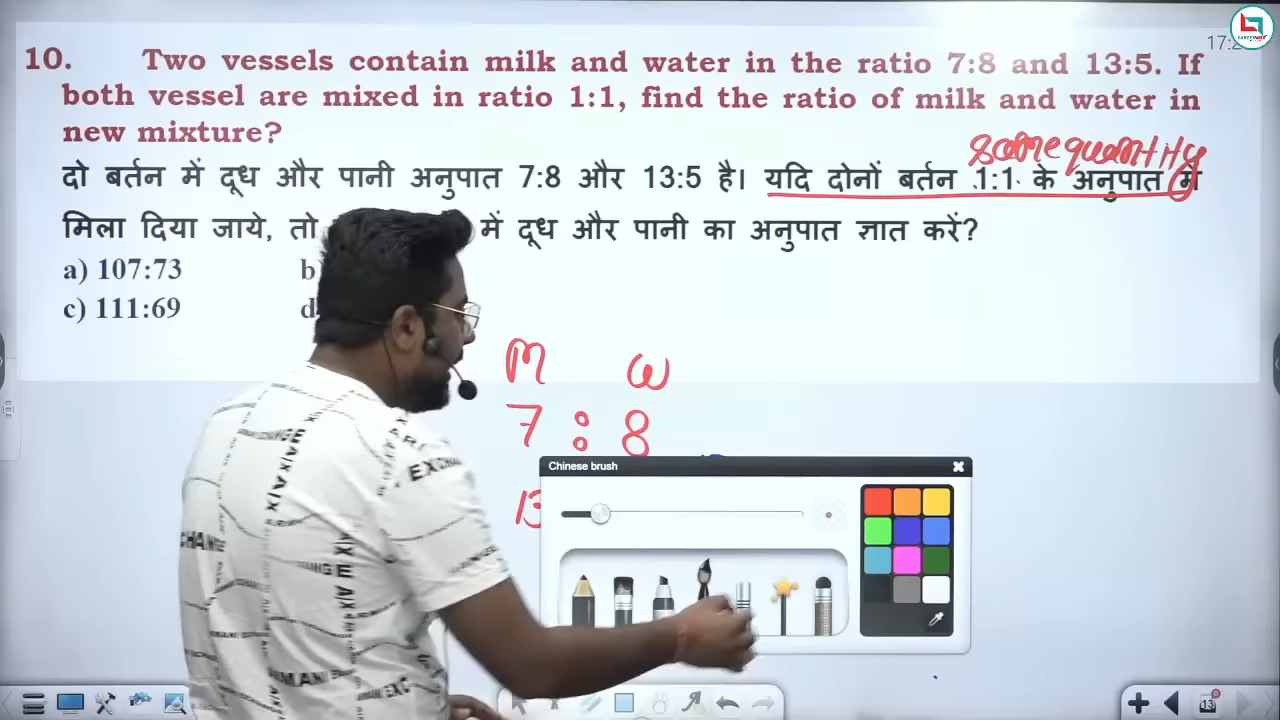 10. Two vessels contain milk and water in the ratio 7:8 and 13:5. If
both vessel are mixed in ratio 1:1, find the ratio of milk and water in
new mixture?
same quantity
दो बर्तन में दूध और पानी अनुपात 7:8 और 13:5 है। यदि दोनों बर्तन 1:1 के अनुपात में
मिला दिया जाये, तो में दूध और पानी का अनुपात ज्ञात करें?
a) 107:73 b)
c) 111:69 d
M W
7 : 8
13
Chinese brush
13